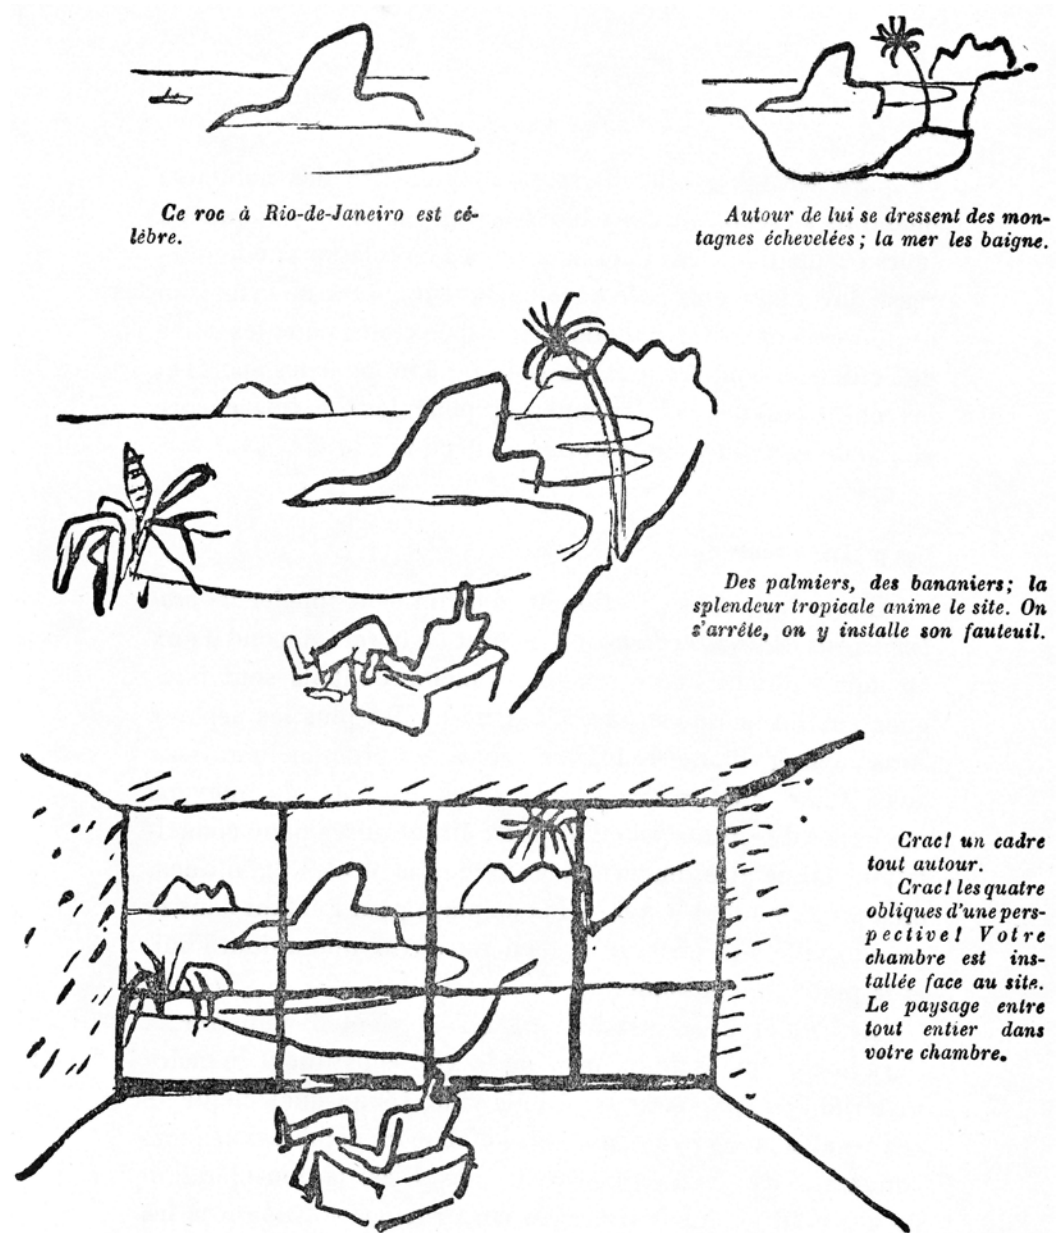 Ce roc à Rio-de-Janeiro est cé-
lèbre.
Autour de lui se dressent des mon-
tagnes échevelées ; la mer les baigne.
Des palmiers, des bananiers ; la
splendeur tropicale anime le site. On
s'arrête, on y installe son fauteuil.
Crac! un cadre
tout autour.
Crac! les quatre
obliques d'une pers-
pective! Votre
chambre est ins-
tallée face au site.
Le paysage entre
tout entier dans
votre chambre.